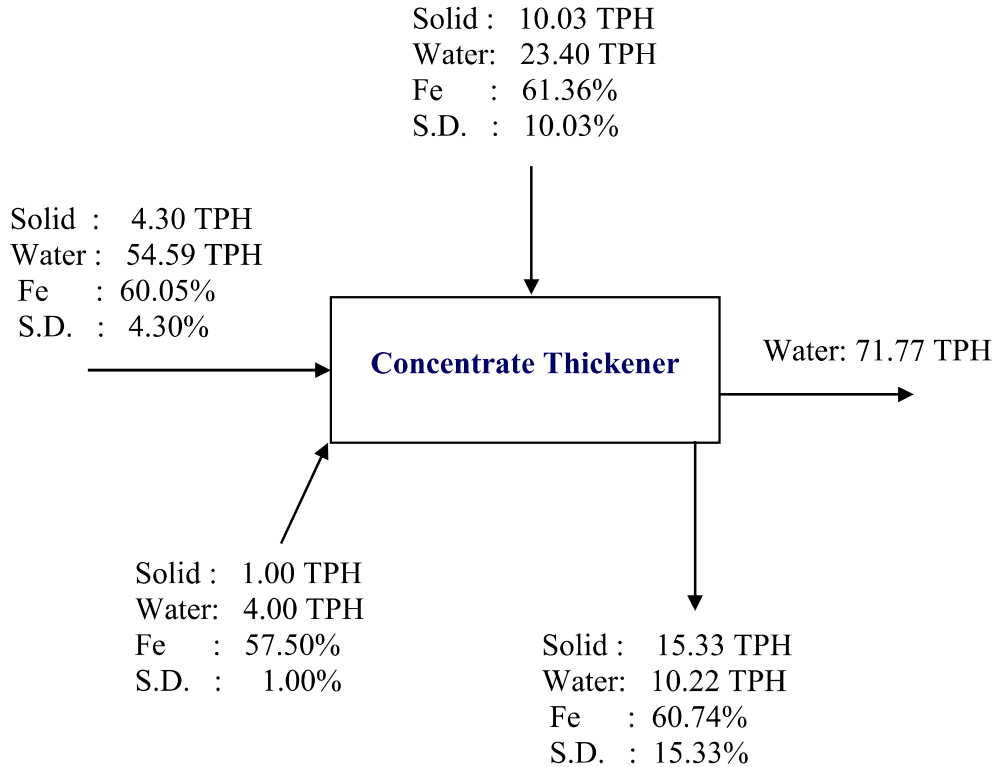 Solid : 10.03 TPH
Water: 23.40 TPH
Fe : 61.36%
S.D. : 10.03%
Solid : 4.30 TPH
Water : 54.59 TPH
Fe : 60.05%
S.D. : 4.30%
Concentrate Thickener
Water: 71.77 TPH
Solid : 1.00 TPH
Water: 4.00 TPH
Fe : 57.50%
S.D. : 1.00%
Solid : 15.33 TPH
Water: 10.22 TPH
Fe : 60.74%
S.D. : 15.33%